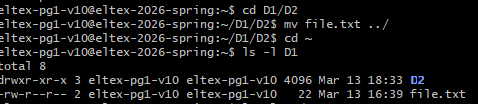 eltex-pg1-v10@eltex-2026-spring:~$ cd D1/D2
eltex-pg1-v10@eltex-2026-spring:~/D1/D2$ mv file.txt ../
eltex-pg1-v10@eltex-2026-spring:~/D1/D2$ cd ~
eltex-pg1-v10@eltex-2026-spring:~$ ls -l D1
total 8
drwxr-xr-x 3 eltex-pg1-v10 eltex-pg1-v10 4096 Mar 13 18:33 D2
-rw-r--r-- 2 eltex-pg1-v10 eltex-pg1-v10   22 Mar 13 16:39 file.txt